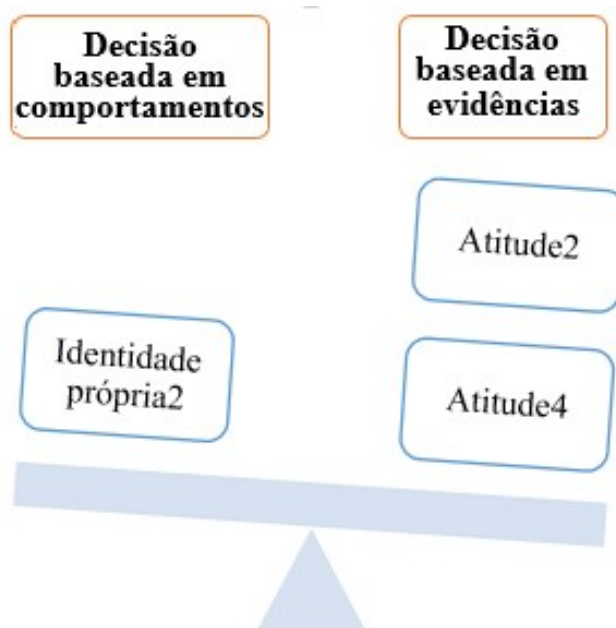 Decisão
baseada em
comportamentos
Decisão
baseada em
evidências
Atitude2
Identidade
própria2
Atitude4